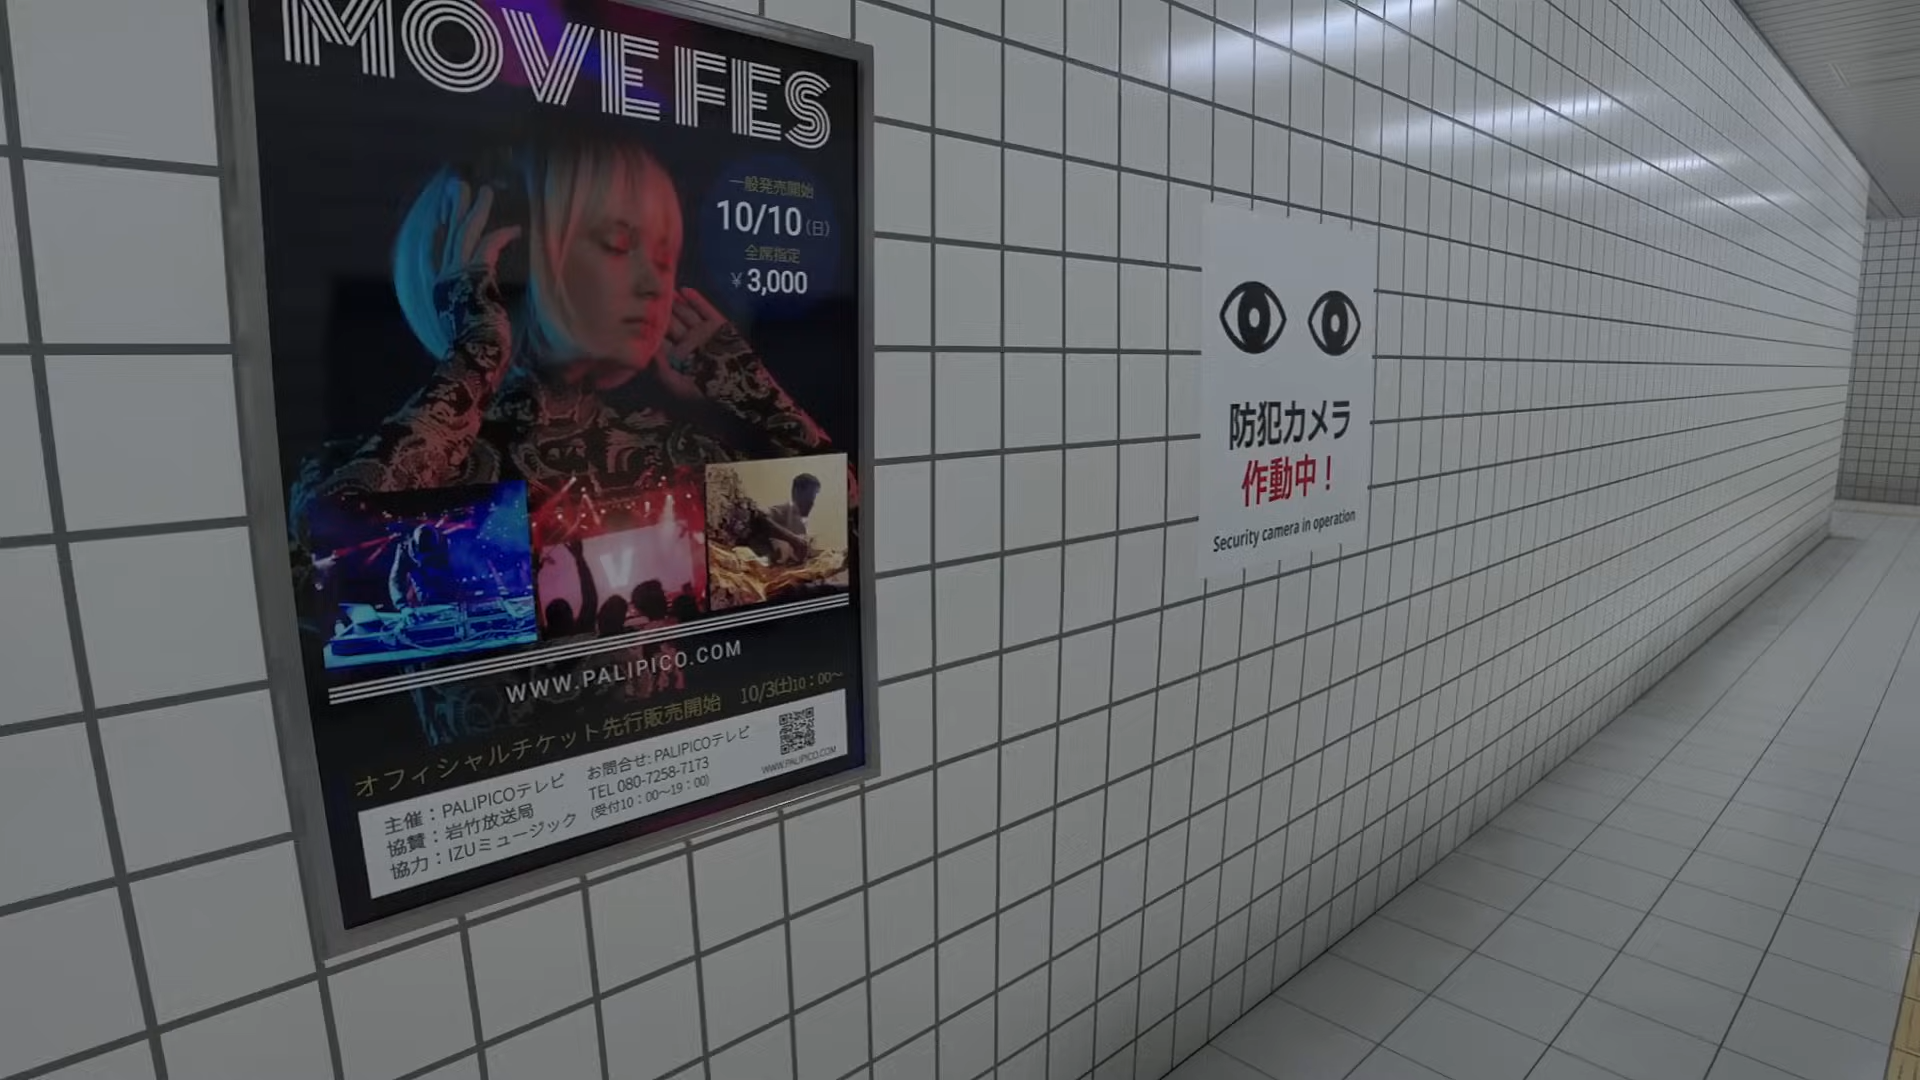 MOVE FES
一般発売開始
10/10(日)
全席指定
¥3,000
WWW.PALIPICO.COM
オフィシャルチケット先行販売開始 10/3(土)10：00～
主催：PALIPICOテレビ
協賛：岩竹放送局
協力：IZUミュージック
お問合せ: PALIPICOテレビ
TEL 080-7258-7173
(受付10：00～19：00)
WWW.PALIPICO.COM
防犯カメラ
作動中！
Security camera in operation